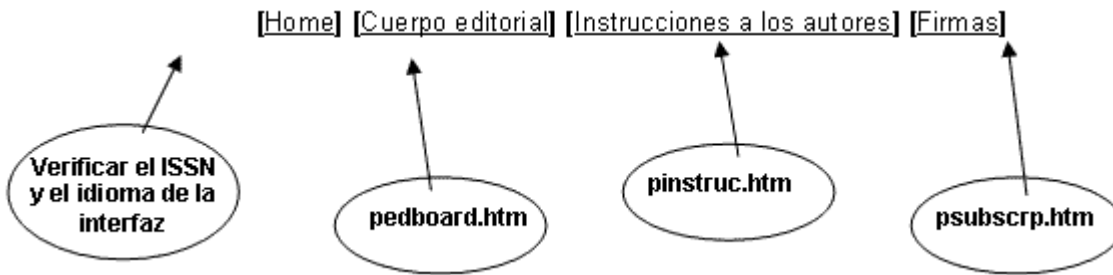 [Home] [Cuerpo editorial] [Instrucciones a los autores] [Firmas]
Verificar el ISSN
y el idioma de la
interfaz
pedboard.htm
pinstruc.htm
psubscrp.htm